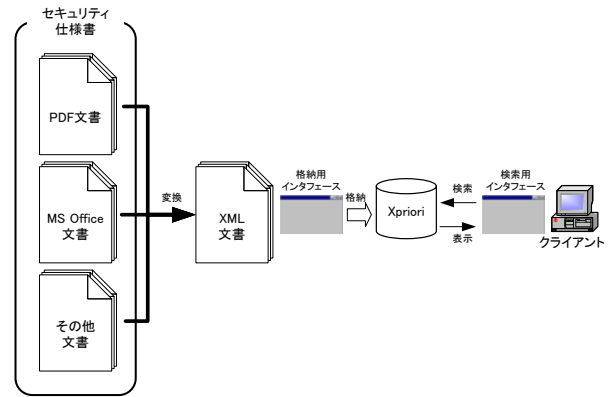 セキュリティ
仕様書
PDF文書
MS Office
文書
その他
文書
変換
XML
文書
格納用
インタフェース
格納
Xpriori
検索
表示
検索用
インタフェース
クライアント